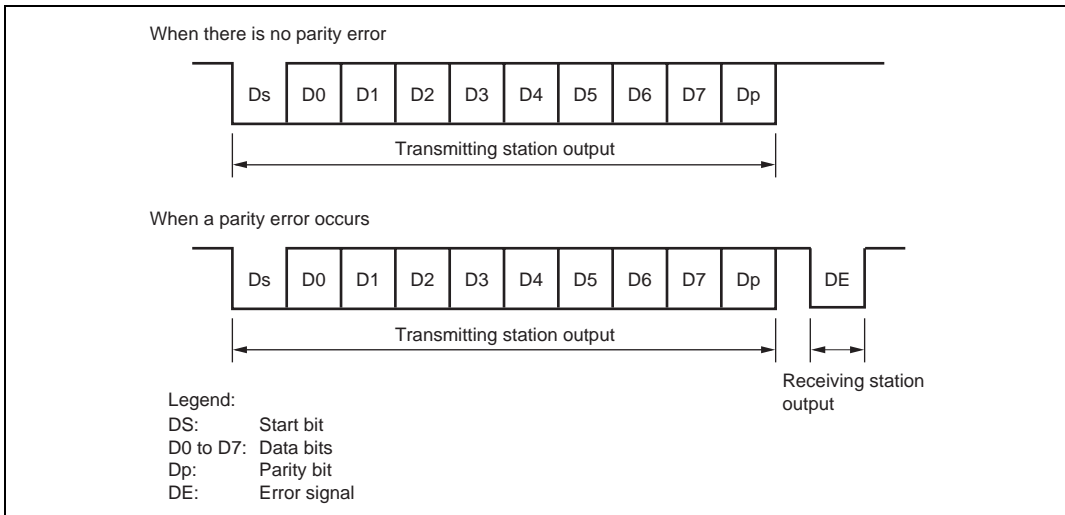 When there is no parity error
Ds D0 D1 D2 D3 D4 D5 D6 D7 Dp
Transmitting station output
When a parity error occurs
Ds D0 D1 D2 D3 D4 D5 D6 D7 Dp DE
Transmitting station output
Receiving station
output
Legend:
DS: Start bit
D0 to D7: Data bits
Dp: Parity bit
DE: Error signal